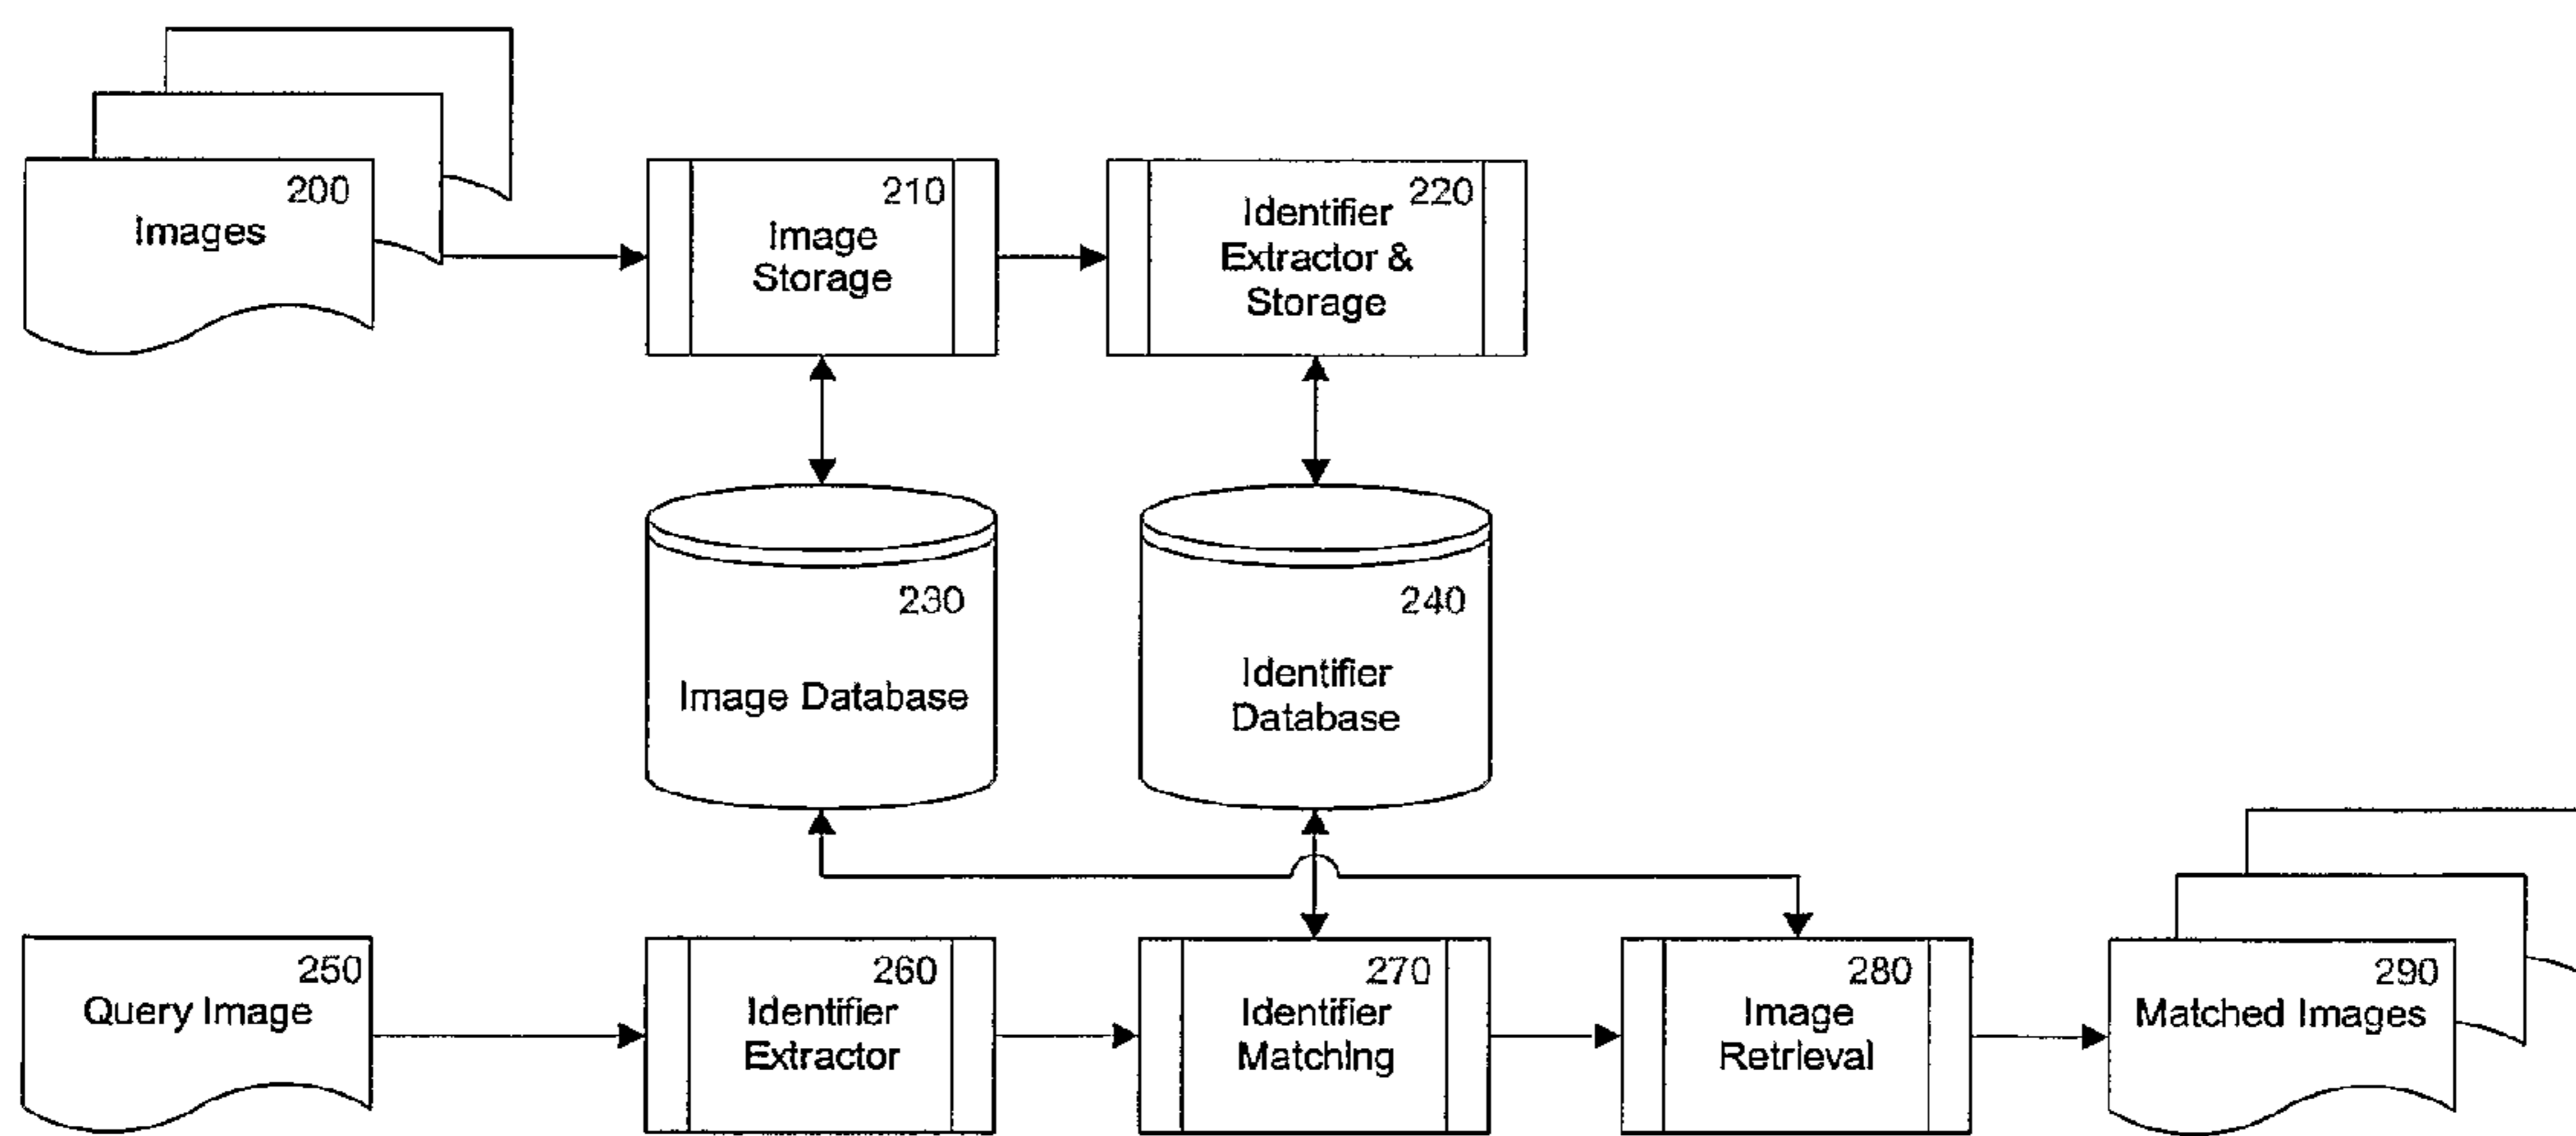 200
Images
210
Image
Storage
220
Identifier
Extractor &
Storage
230
Image Database
240
Identifier
Database
250
Query Image
260
Identifier
Extractor
270
Identifier
Matching
280
Image
Retrieval
290
Matched Images